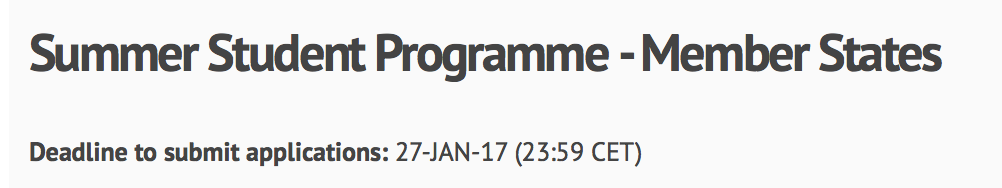 Summer Student Programme - Member States
Deadline to submit applications: 27-JAN-17 (23:59 CET)